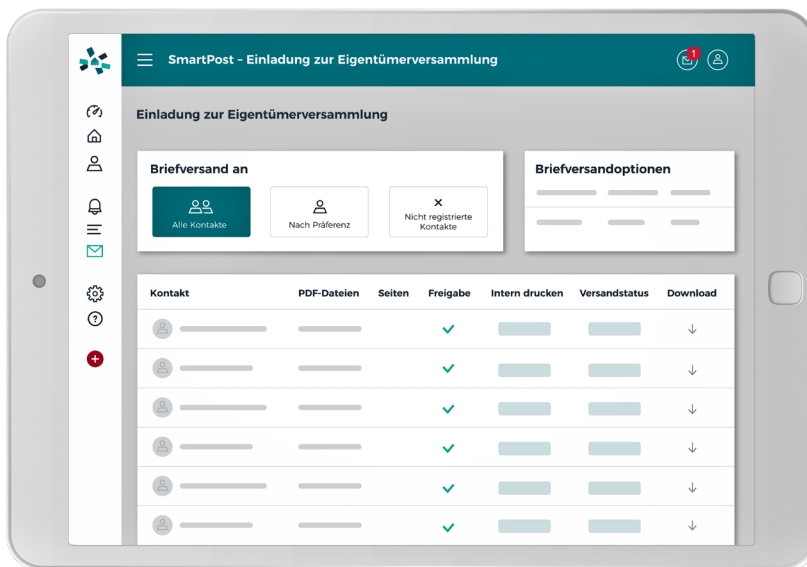 SmartPost – Einladung zur Eigentümerversammlung
1
Einladung zur Eigentümerversammlung
Briefversand an
Alle Kontakte
Nach Präferenz
Nicht registrierte
Kontakte
Briefversandoptionen
Kontakt PDF-Dateien Seiten Freigabe Intern drucken Versandstatus Download